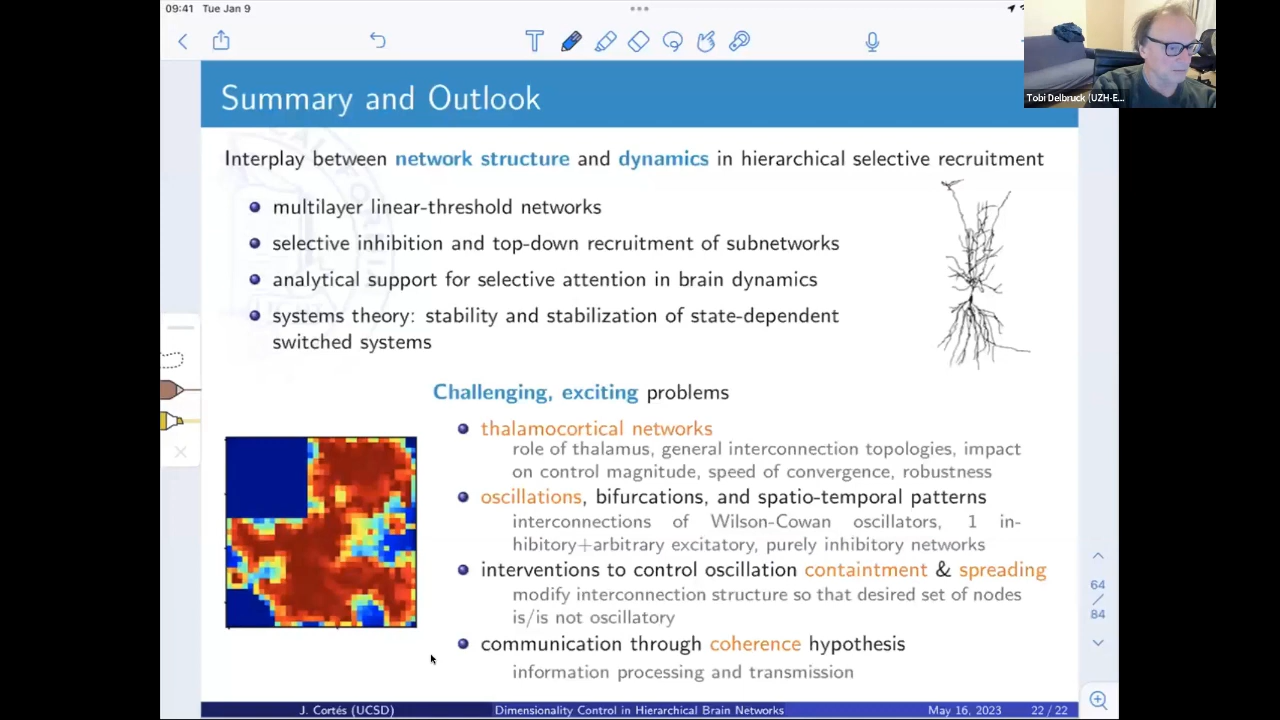 09:41 Tue Jan 9
T
Tobi Delbruck (UZH-E...
Summary and Outlook
Interplay between network structure and dynamics in hierarchical selective recruitment
multilayer linear-threshold networks
selective inhibition and top-down recruitment of subnetworks
analytical support for selective attention in brain dynamics
systems theory: stability and stabilization of state-dependent
switched systems
Challenging, exciting problems
thalamocortical networks
role of thalamus, general interconnection topologies, impact
on control magnitude, speed of convergence, robustness
oscillations, bifurcations, and spatio-temporal patterns
interconnections of Wilson-Cowan oscillators, 1 in-
hibitory+arbitrary excitatory, purely inhibitory networks
interventions to control oscillation containtment & spreading
modify interconnection structure so that desired set of nodes
is/is not oscillatory
communication through coherence hypothesis
information processing and transmission
64
/
84
J. Cortés (UCSD) Dimensionality Control in Hierarchical Brain Networks May 16, 2023 22 / 22